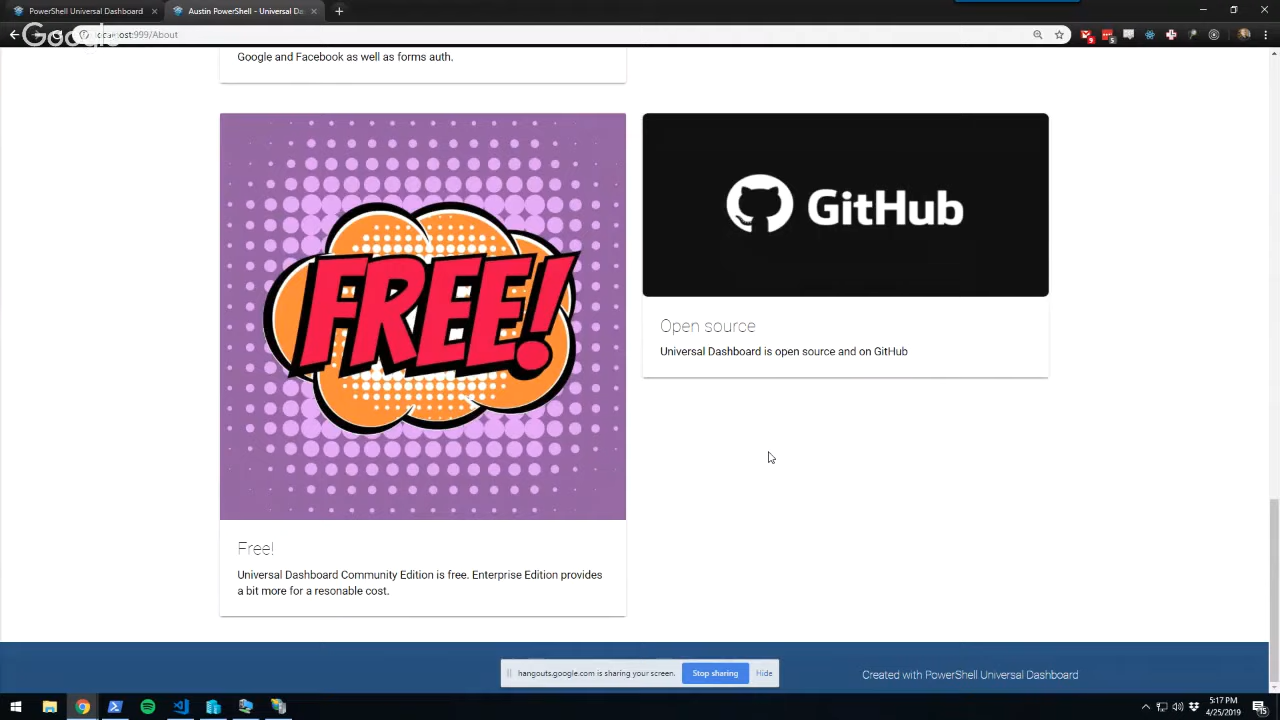 PowerShell Universal Dashboard
Austin PowerShell - Universal Da
Google
localhost:999/About
Google and Facebook as well as forms auth.
FREE!
GitHub
Open source
Universal Dashboard is open source and on GitHub
Free!
Universal Dashboard Community Edition is free. Enterprise Edition provides
a bit more for a resonable cost.
hangouts.google.com is sharing your screen.
Stop sharing
Hide
Created with PowerShell Universal Dashboard
5:17 PM
4/25/2019